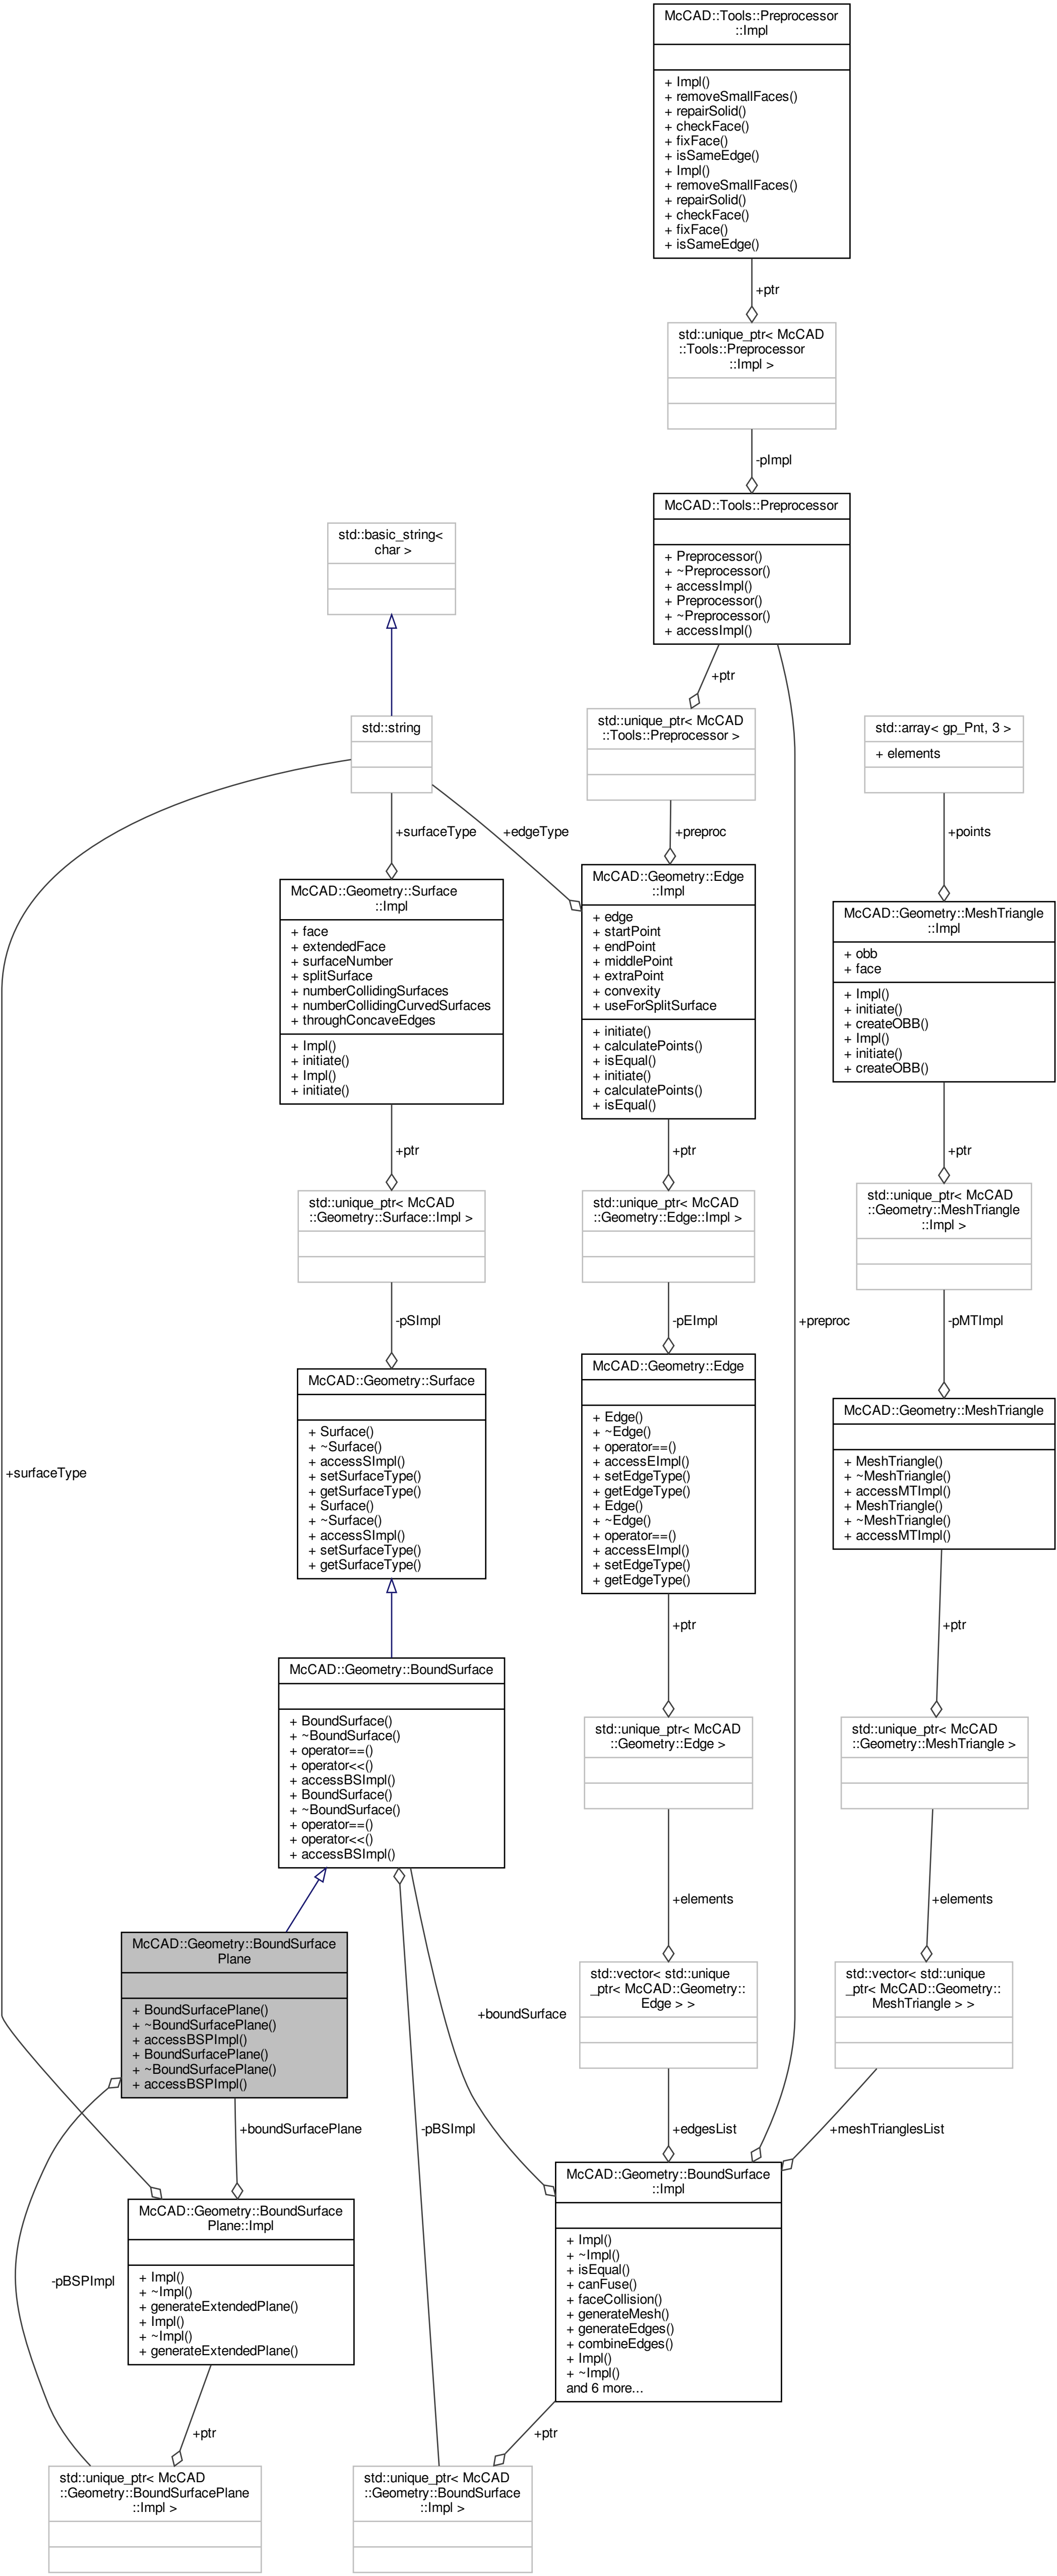 McCAD::Tools::Preprocessor
::Impl
+ Impl()
+ removeSmallFaces()
+ repairSolid()
+ checkFace()
+ fixFace()
+ isSameEdge()
+ Impl()
+ removeSmallFaces()
+ repairSolid()
+ checkFace()
+ fixFace()
+ isSameEdge()
+ptr
std::unique_ptr< McCAD
::Tools::Preprocessor
::Impl >
-pImpl
McCAD::Tools::Preprocessor
+ Preprocessor()
+ ~Preprocessor()
+ accessImpl()
+ Preprocessor()
+ ~Preprocessor()
+ accessImpl()
std::basic_string<
char >
+ptr
std::string
std::unique_ptr< McCAD
::Tools::Preprocessor >
std::array< gp_Pnt, 3 >
+ elements
+surfaceType
+edgeType
+preproc
+points
McCAD::Geometry::Surface
::Impl
+ face
+ extendedFace
+ surfaceNumber
+ splitSurface
+ numberCollidingSurfaces
+ numberCollidingCurvedSurfaces
+ throughConcaveEdges
+ Impl()
+ initiate()
+ Impl()
+ initiate()
McCAD::Geometry::Edge
::Impl
+ edge
+ startPoint
+ endPoint
+ middlePoint
+ extraPoint
+ convexity
+ useForSplitSurface
+ initiate()
+ calculatePoints()
+ isEqual()
+ initiate()
+ calculatePoints()
+ isEqual()
McCAD::Geometry::MeshTriangle
::Impl
+ obb
+ face
+ Impl()
+ initiate()
+ createOBB()
+ Impl()
+ initiate()
+ createOBB()
+ptr
+ptr
+ptr
std::unique_ptr< McCAD
::Geometry::Surface::Impl >
std::unique_ptr< McCAD
::Geometry::Edge::Impl >
std::unique_ptr< McCAD
::Geometry::MeshTriangle
::Impl >
-pSImpl
-pEImpl
+preproc
-pMTImpl
McCAD::Geometry::Surface
+ Surface()
+ ~Surface()
+ accessSImpl()
+ setSurfaceType()
+ getSurfaceType()
+ Surface()
+ ~Surface()
+ accessSImpl()
+ setSurfaceType()
+ getSurfaceType()
McCAD::Geometry::Edge
+ Edge()
+ ~Edge()
+ operator==()
+ accessEImpl()
+ setEdgeType()
+ getEdgeType()
+ Edge()
+ ~Edge()
+ operator==()
+ accessEImpl()
+ setEdgeType()
+ getEdgeType()
McCAD::Geometry::MeshTriangle
+ MeshTriangle()
+ ~MeshTriangle()
+ accessMTImpl()
+ MeshTriangle()
+ ~MeshTriangle()
+ accessMTImpl()
+surfaceType
+ptr
+ptr
McCAD::Geometry::BoundSurface
+ BoundSurface()
+ ~BoundSurface()
+ operator==()
+ operator<<()
+ accessBSImpl()
+ BoundSurface()
+ ~BoundSurface()
+ operator==()
+ operator<<()
+ accessBSImpl()
std::unique_ptr< McCAD
::Geometry::Edge >
std::unique_ptr< McCAD
::Geometry::MeshTriangle >
+elements
+elements
McCAD::Geometry::BoundSurface
Plane
+ BoundSurfacePlane()
+ ~BoundSurfacePlane()
+ accessBSPImpl()
+ BoundSurfacePlane()
+ ~BoundSurfacePlane()
+ accessBSPImpl()
+boundSurface
std::vector< std::unique
_ptr< McCAD::Geometry::
Edge > >
std::vector< std::unique
_ptr< McCAD::Geometry::
MeshTriangle > >
+boundSurfacePlane
-pBSImpl
+edgesList
+meshTrianglesList
McCAD::Geometry::BoundSurface
Plane::Impl
+ Impl()
+ ~Impl()
+ generateExtendedPlane()
+ Impl()
+ ~Impl()
+ generateExtendedPlane()
-pBSPImpl
McCAD::Geometry::BoundSurface
::Impl
+ Impl()
+ ~Impl()
+ isEqual()
+ canFuse()
+ faceCollision()
+ generateMesh()
+ generateEdges()
+ combineEdges()
+ Impl()
+ ~Impl()
and 6 more...
+ptr
+ptr
std::unique_ptr< McCAD
::Geometry::BoundSurfacePlane
::Impl >
std::unique_ptr< McCAD
::Geometry::BoundSurface
::Impl >